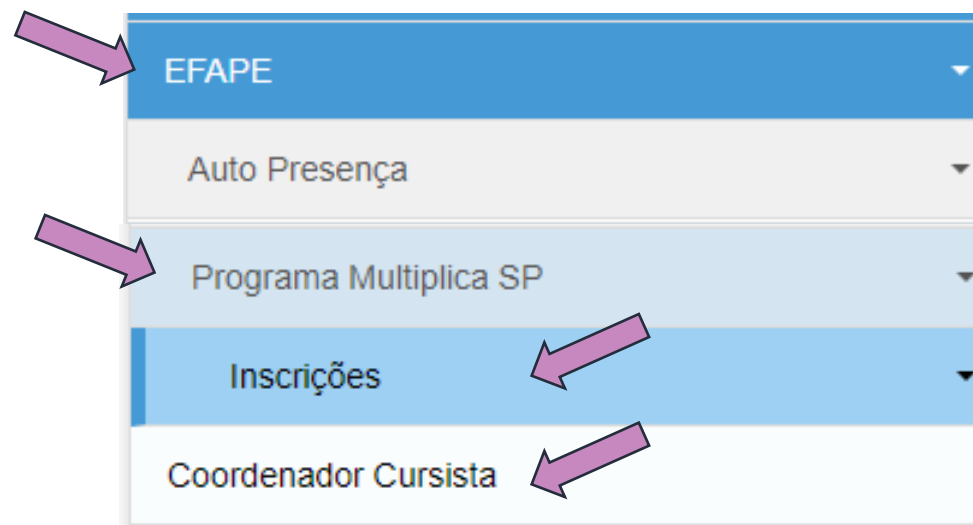 EFAPE
Auto Presença
Programa Multiplica SP
Inscrições
Coordenador Cursista